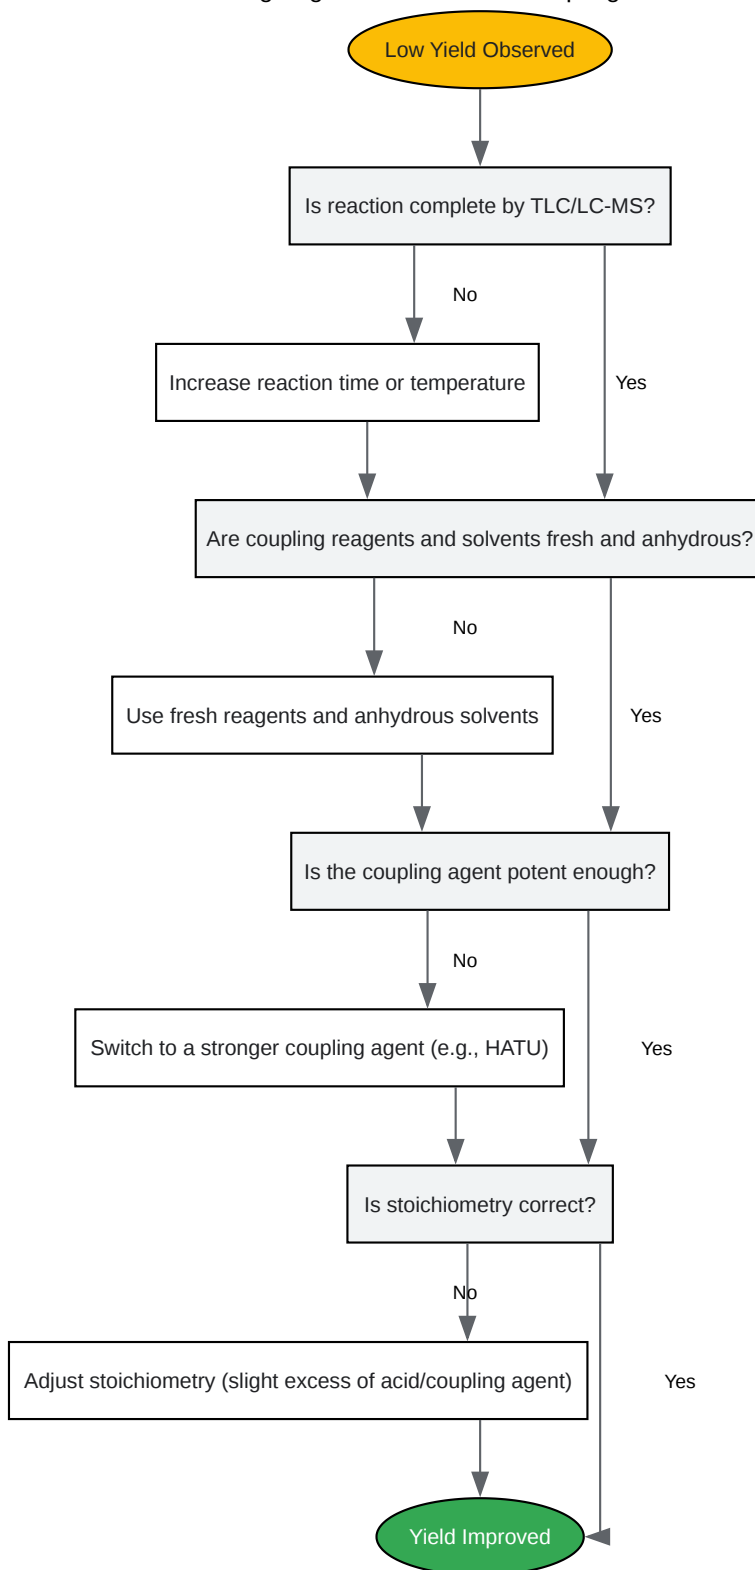 Low Yield Observed
Is reaction complete by TLC/LC-MS?
No
Increase reaction time or temperature
Yes
Are coupling reagents and solvents fresh and anhydrous?
No
Use fresh reagents and anhydrous solvents
Yes
Is the coupling agent potent enough?
No
Switch to a stronger coupling agent (e.g., HATU)
Yes
Is stoichiometry correct?
No
Adjust stoichiometry (slight excess of acid/coupling agent)
Yes
Yield Improved